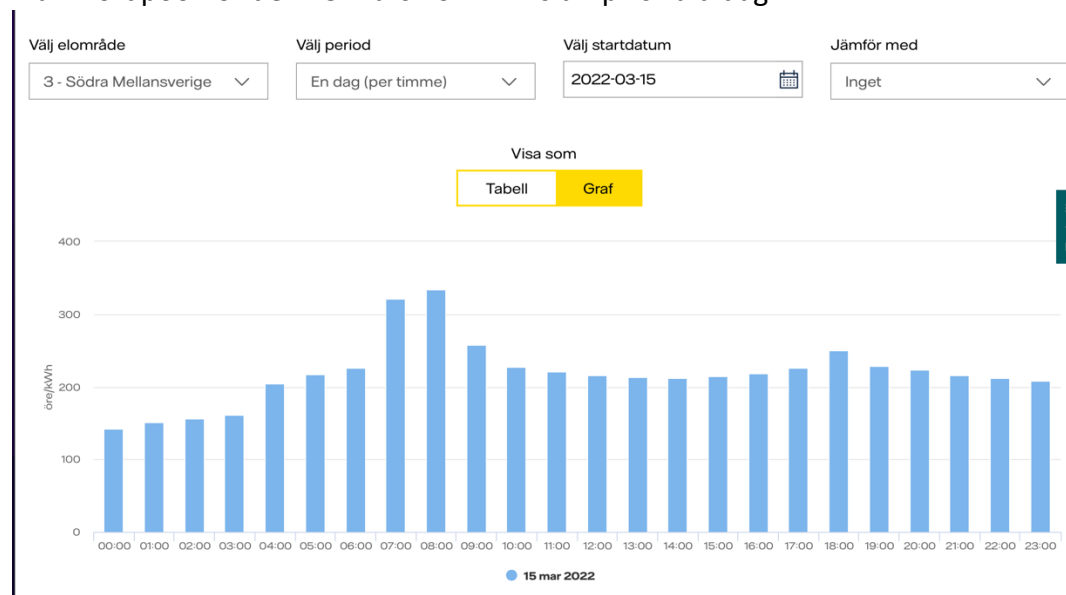 Välj elområde Välj period Välj startdatum Jämför med
3 - Södra Mellansverige En dag (per timme) 2022-03-15 Inget
Visa som
Tabell Graf
400
300
200
100
0
öre/kWh
00:00 01:00 02:00 03:00 04:00 05:00 06:00 07:00 08:00 09:00 10:00 11:00 12:00 13:00 14:00 15:00 16:00 17:00 18:00 19:00 20:00 21:00 22:00 23:00
15 mar 2022